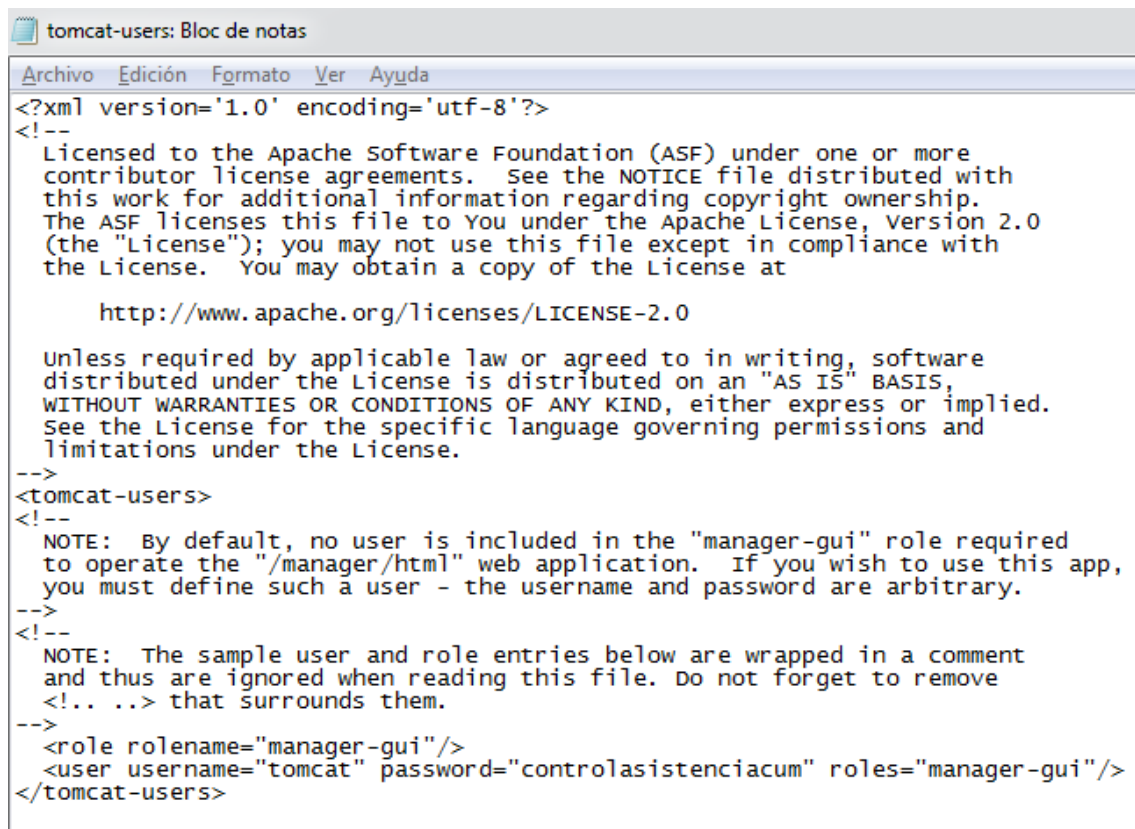 tomcat-users: Bloc de notas
Archivo Edición Formato Ver Ayuda
<?xml version='1.0' encoding='utf-8'?>
<!--
  Licensed to the Apache Software Foundation (ASF) under one or more
  contributor license agreements.  See the NOTICE file distributed with
  this work for additional information regarding copyright ownership.
  The ASF licenses this file to You under the Apache License, Version 2.0
  (the "License"); you may not use this file except in compliance with
  the License.  You may obtain a copy of the License at

      http://www.apache.org/licenses/LICENSE-2.0

  Unless required by applicable law or agreed to in writing, software
  distributed under the License is distributed on an "AS IS" BASIS,
  WITHOUT WARRANTIES OR CONDITIONS OF ANY KIND, either express or implied.
  See the License for the specific language governing permissions and
  limitations under the License.
-->
<tomcat-users>
<!--
  NOTE:  By default, no user is included in the "manager-gui" role required
  to operate the "/manager/html" web application.  If you wish to use this app,
  you must define such a user - the username and password are arbitrary.
-->
<!--
  NOTE:  The sample user and role entries below are wrapped in a comment
  and thus are ignored when reading this file. Do not forget to remove
  <!.. ..> that surrounds them.
-->
  <role rolename="manager-gui"/>
  <user username="tomcat" password="controlasistenciacum" roles="manager-gui"/>
</tomcat-users>